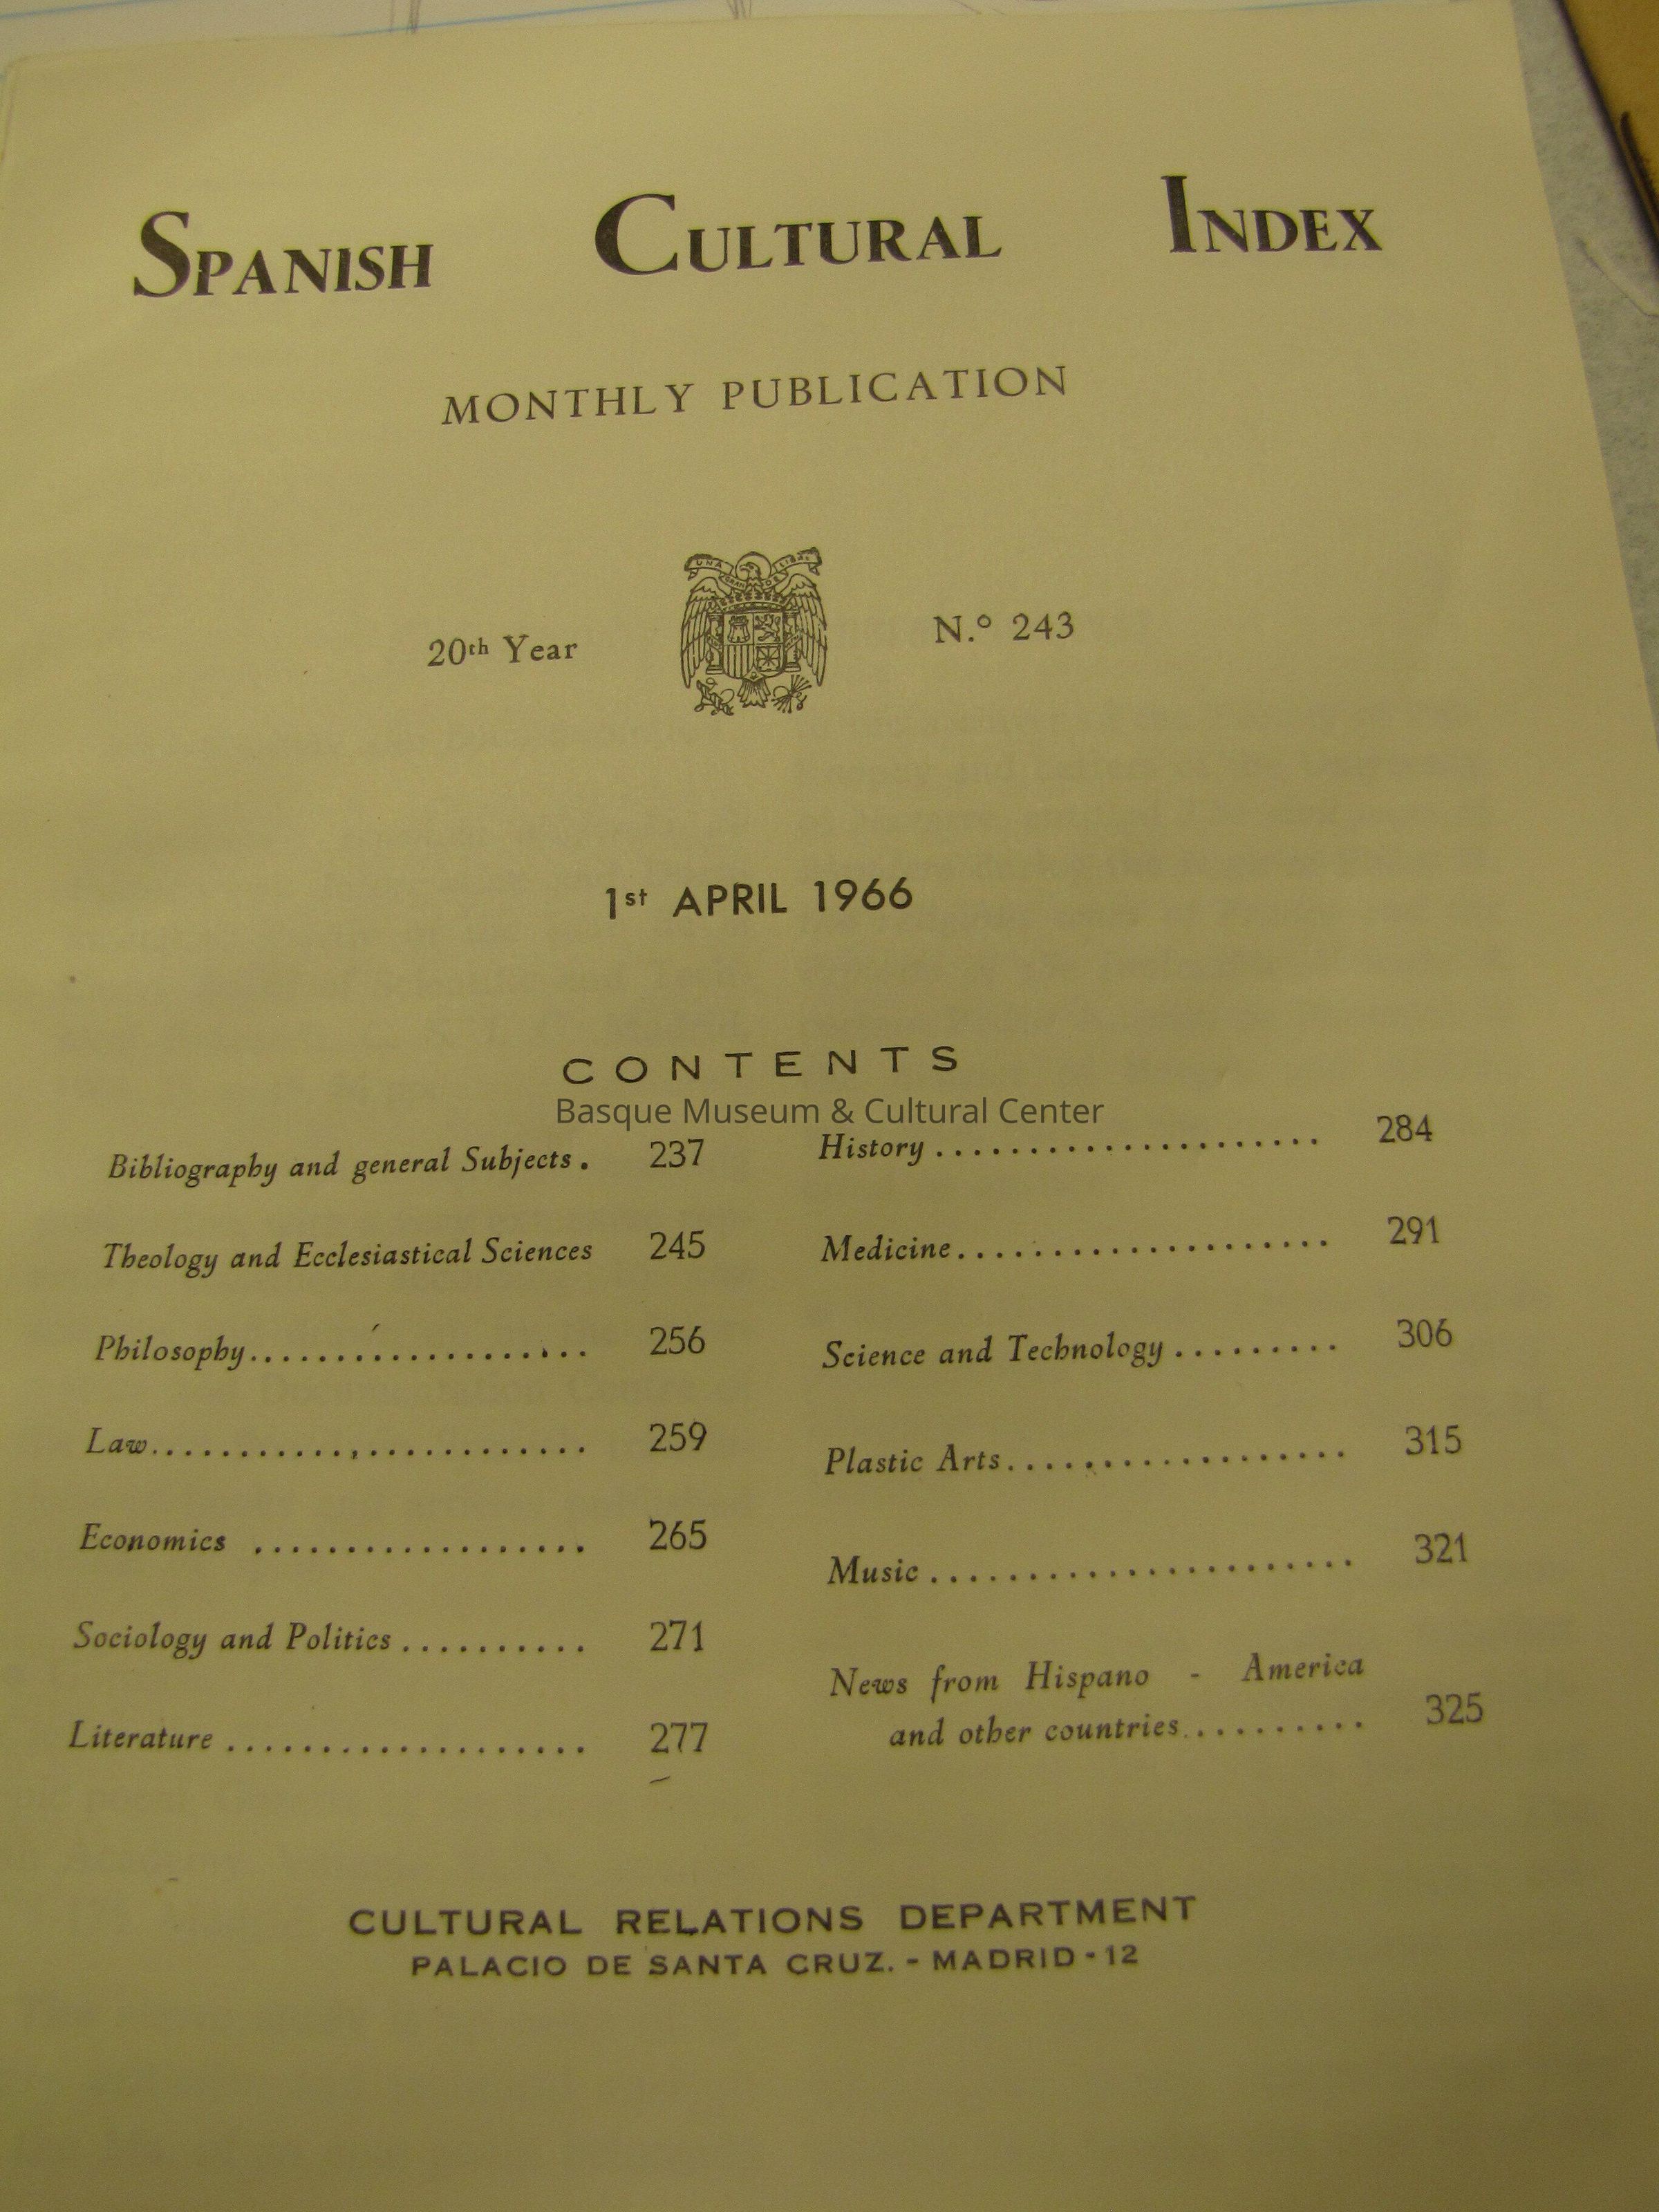 SPANISH CULTURAL INDEX
MONTHLY PUBLICATION
UNA GRANDE LIBRE
20th Year
N.º 243
1st APRIL 1966
CONTENTS
Basque Museum & Cultural Center
Bibliography and general Subjects . 237
Theology and Ecclesiastical Sciences 245
Philosophy.................... 256
Law.......................... 259
Economics .................. 265
Sociology and Politics .......... 271
Literature .................... 277
History ..................... 284
Medicine.................... 291
Science and Technology ......... 306
Plastic Arts.................. 315
Music ....................... 321
News from Hispano - America
and other countries.......... 325
CULTURAL RELATIONS DEPARTMENT
PALACIO DE SANTA CRUZ. - MADRID - 12